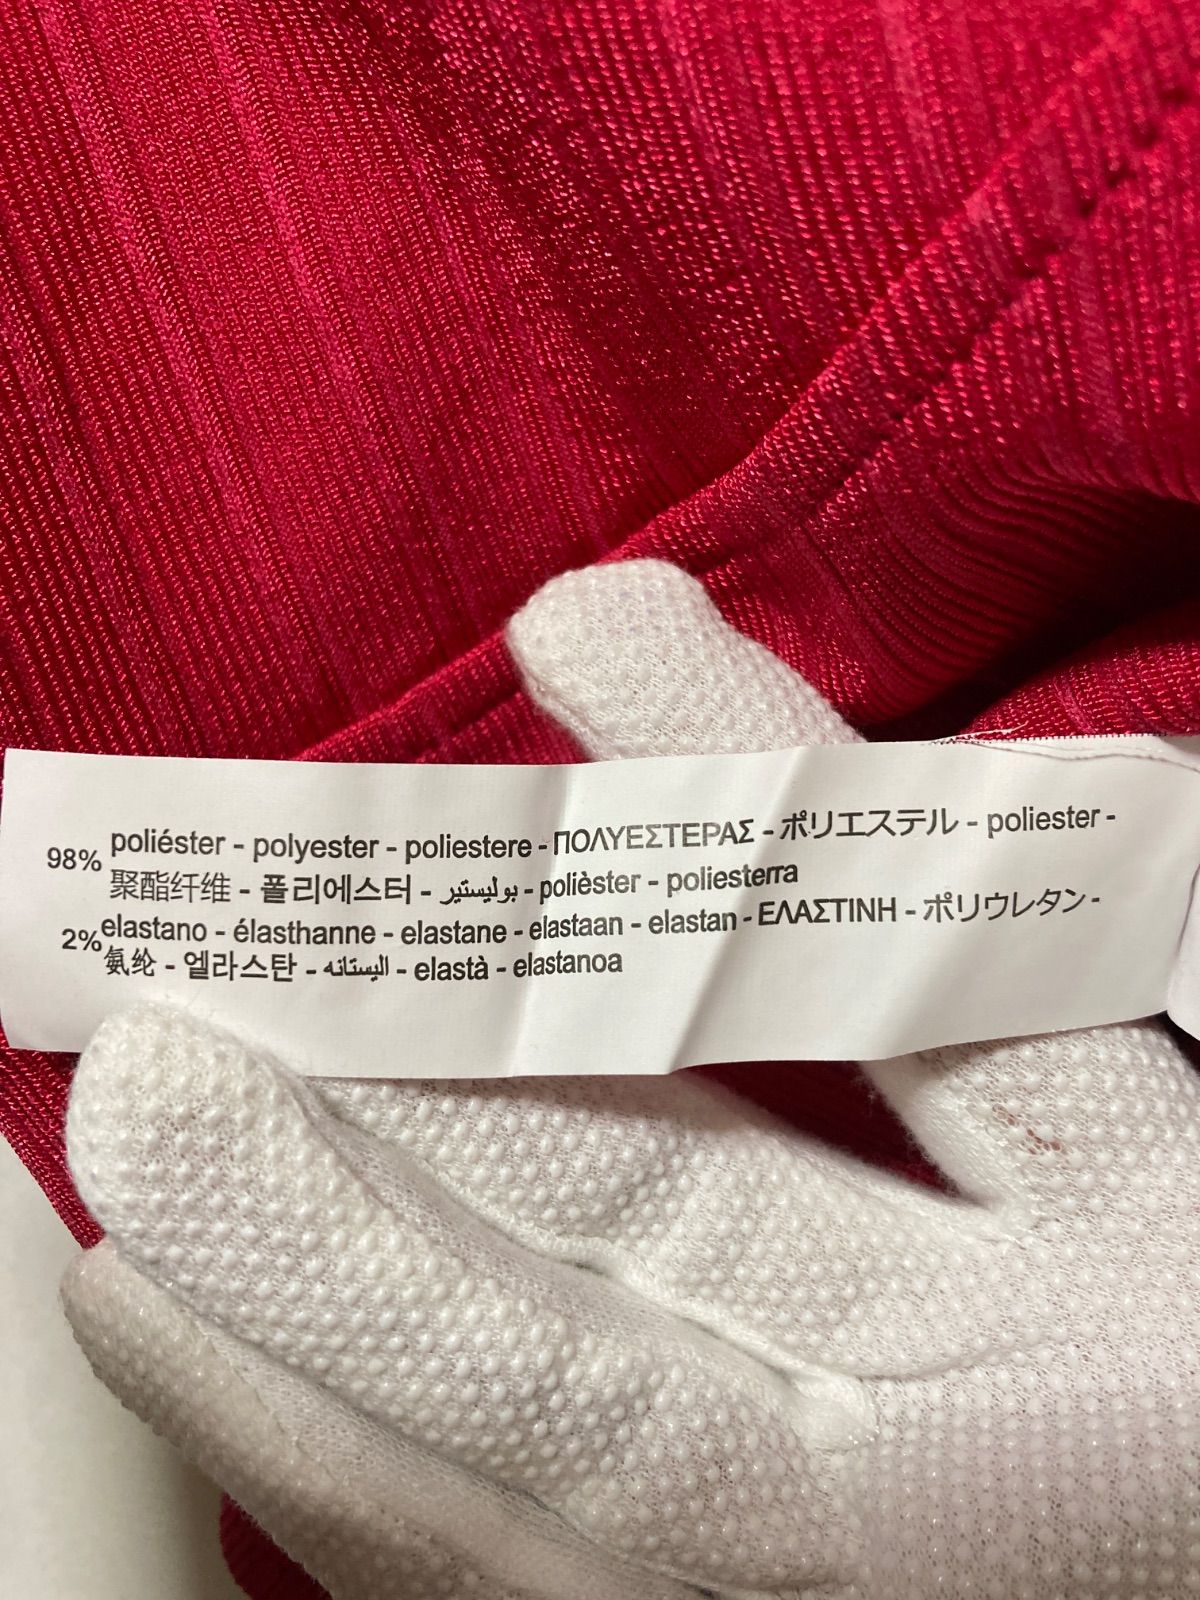 98% poliéster - polyester - poliestere - ΠΟΛΥΕΣΤΕΡΑΣ - ポリエステル - poliester -
聚酯纤维 - 폴리에스터 - بوليستير - polièster - poliesterra
2% elastano - élasthanne - elastane - elastaan - elastan - ΕΛΑΣΤΙΝΗ - ポリウレタン -
氨纶 - 엘라스탄 - اليستانه - elastà - elastanoa